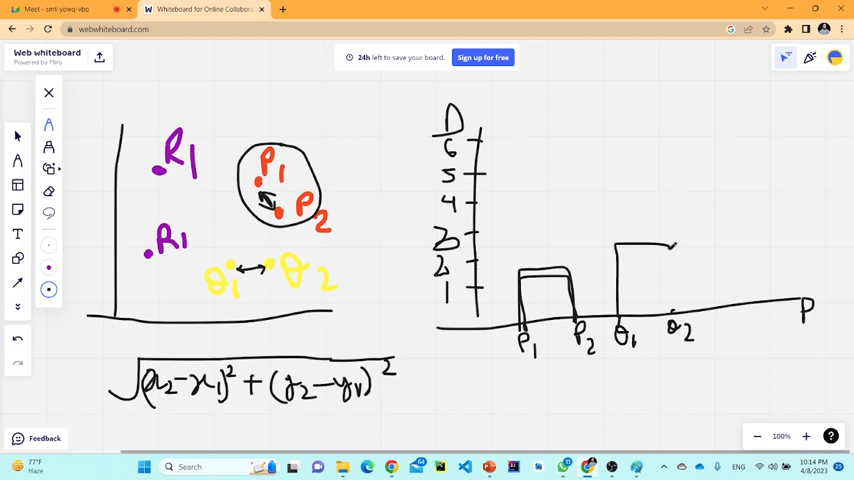 Meet - smt-yowq-vbo
Whiteboard for Online Collabora
webwhiteboard.com
Web whiteboard
Powered by Miro
24h left to save your board.
Sign up for free
R1
P1
P2
R1
θ1
θ2
√(x2-x1)² + (y2-y1)²
D
6
5
4
3
2
1
P1
P2
θ1
θ2
P
Feedback
100%
?
77°F
Haze
Search
64
11
ENG
10:14 PM
4/8/2023
25